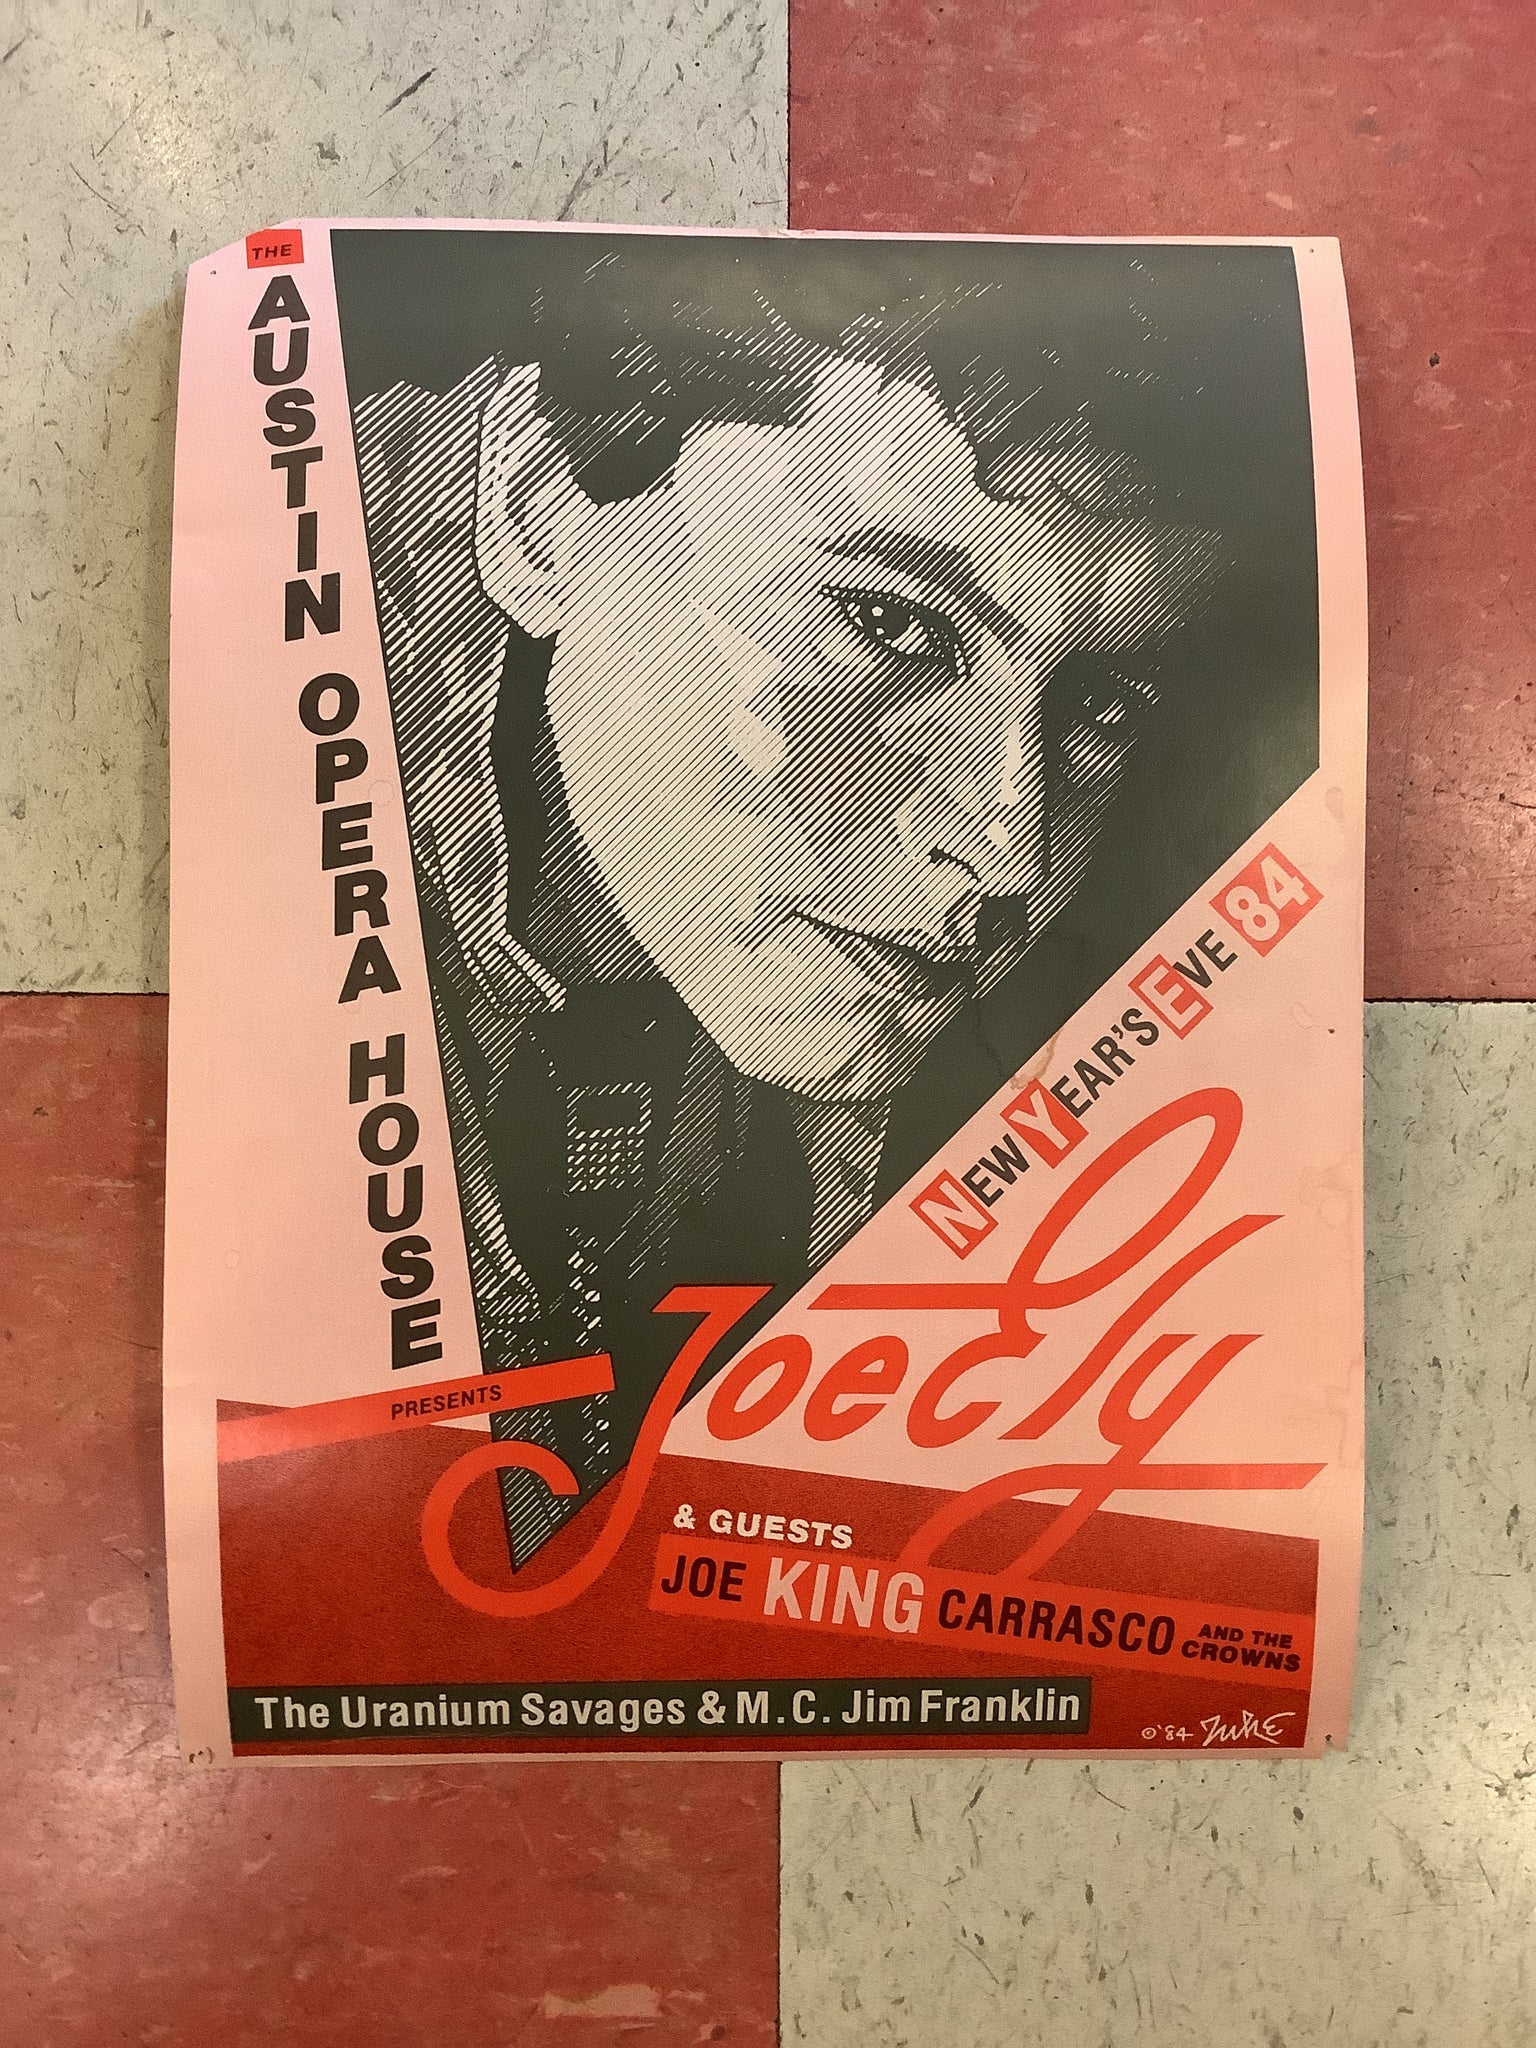 THE
AUSTIN OPERA HOUSE
PRESENTS
NEW YEAR'S EVE 84
Joe Ely
& GUESTS
JOE KING CARRASCO AND THE CROWNS
The Uranium Savages & M.C. Jim Franklin
©'84